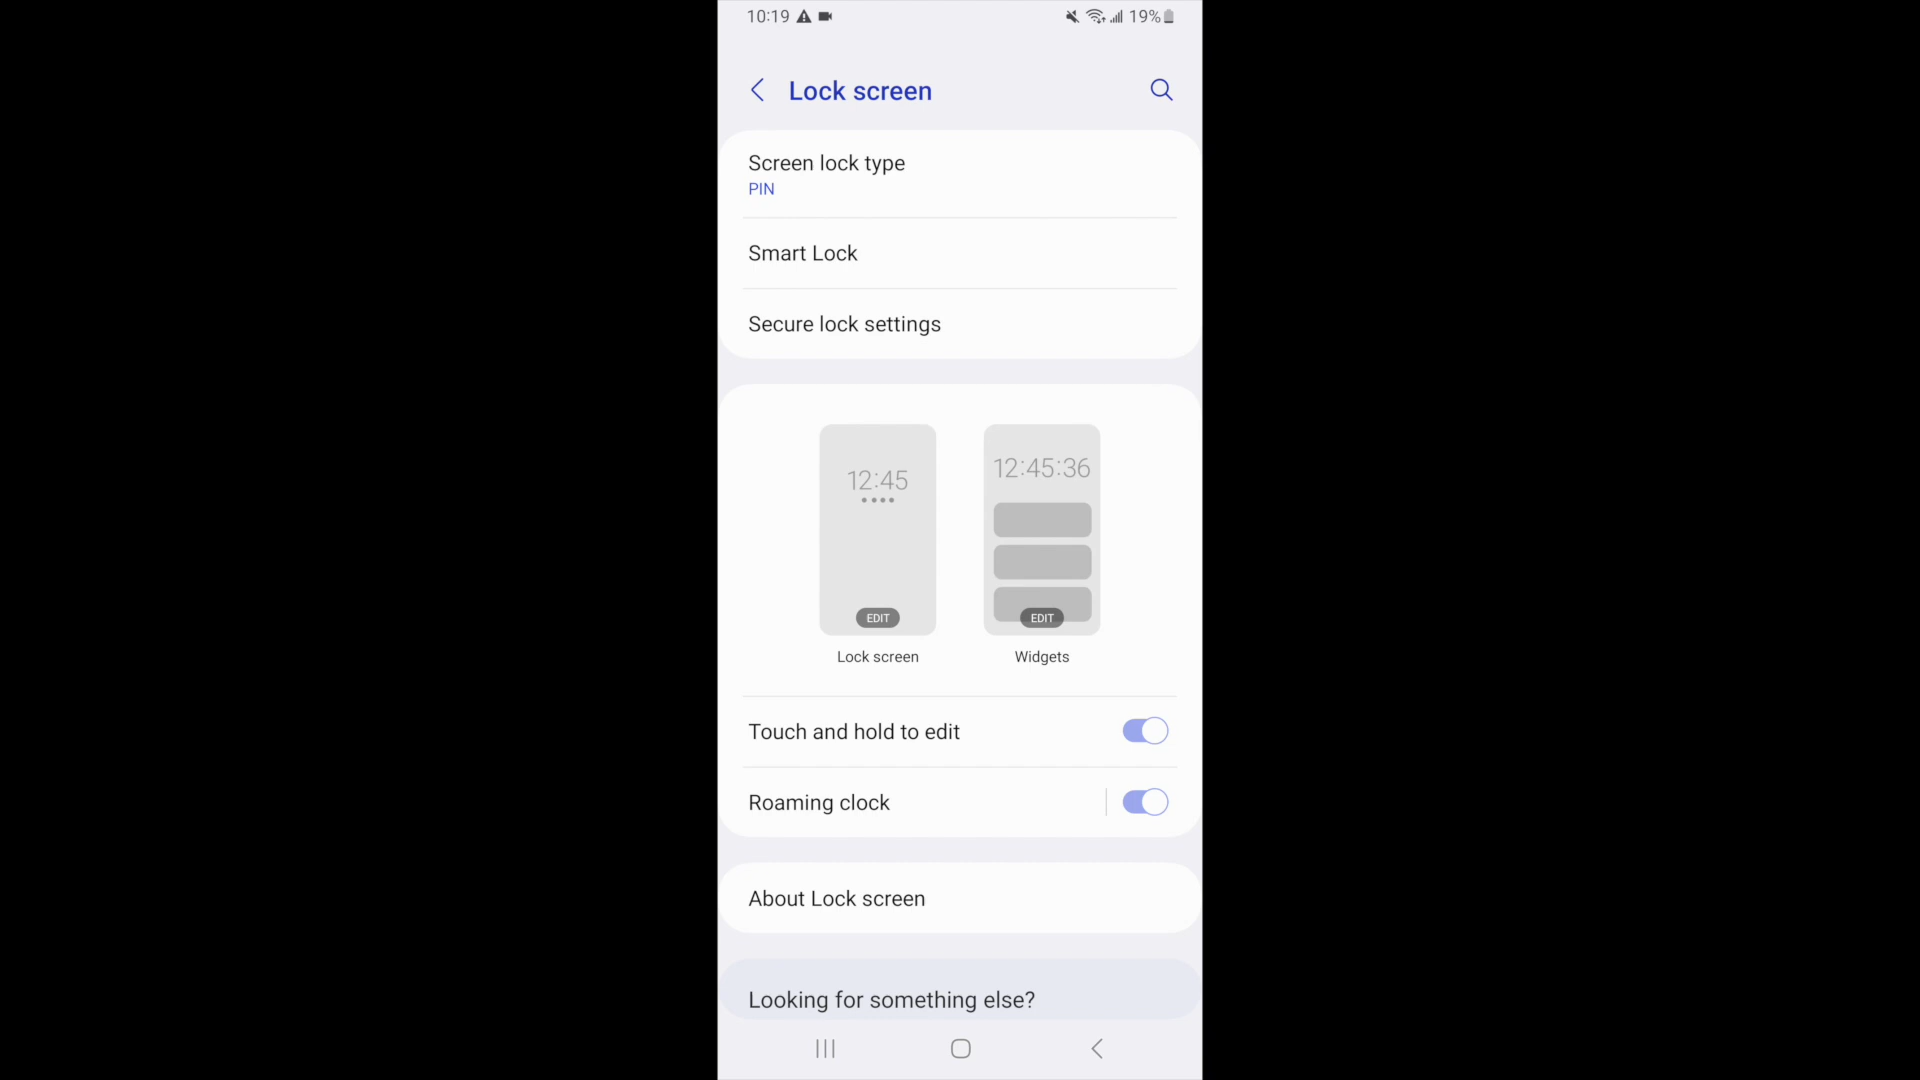 10:19
19%
Lock screen
Screen lock type
PIN
Smart Lock
Secure lock settings
12:45
12:45:36
EDIT
EDIT
Lock screen
Widgets
Touch and hold to edit
Roaming clock
About Lock screen
Looking for something else?